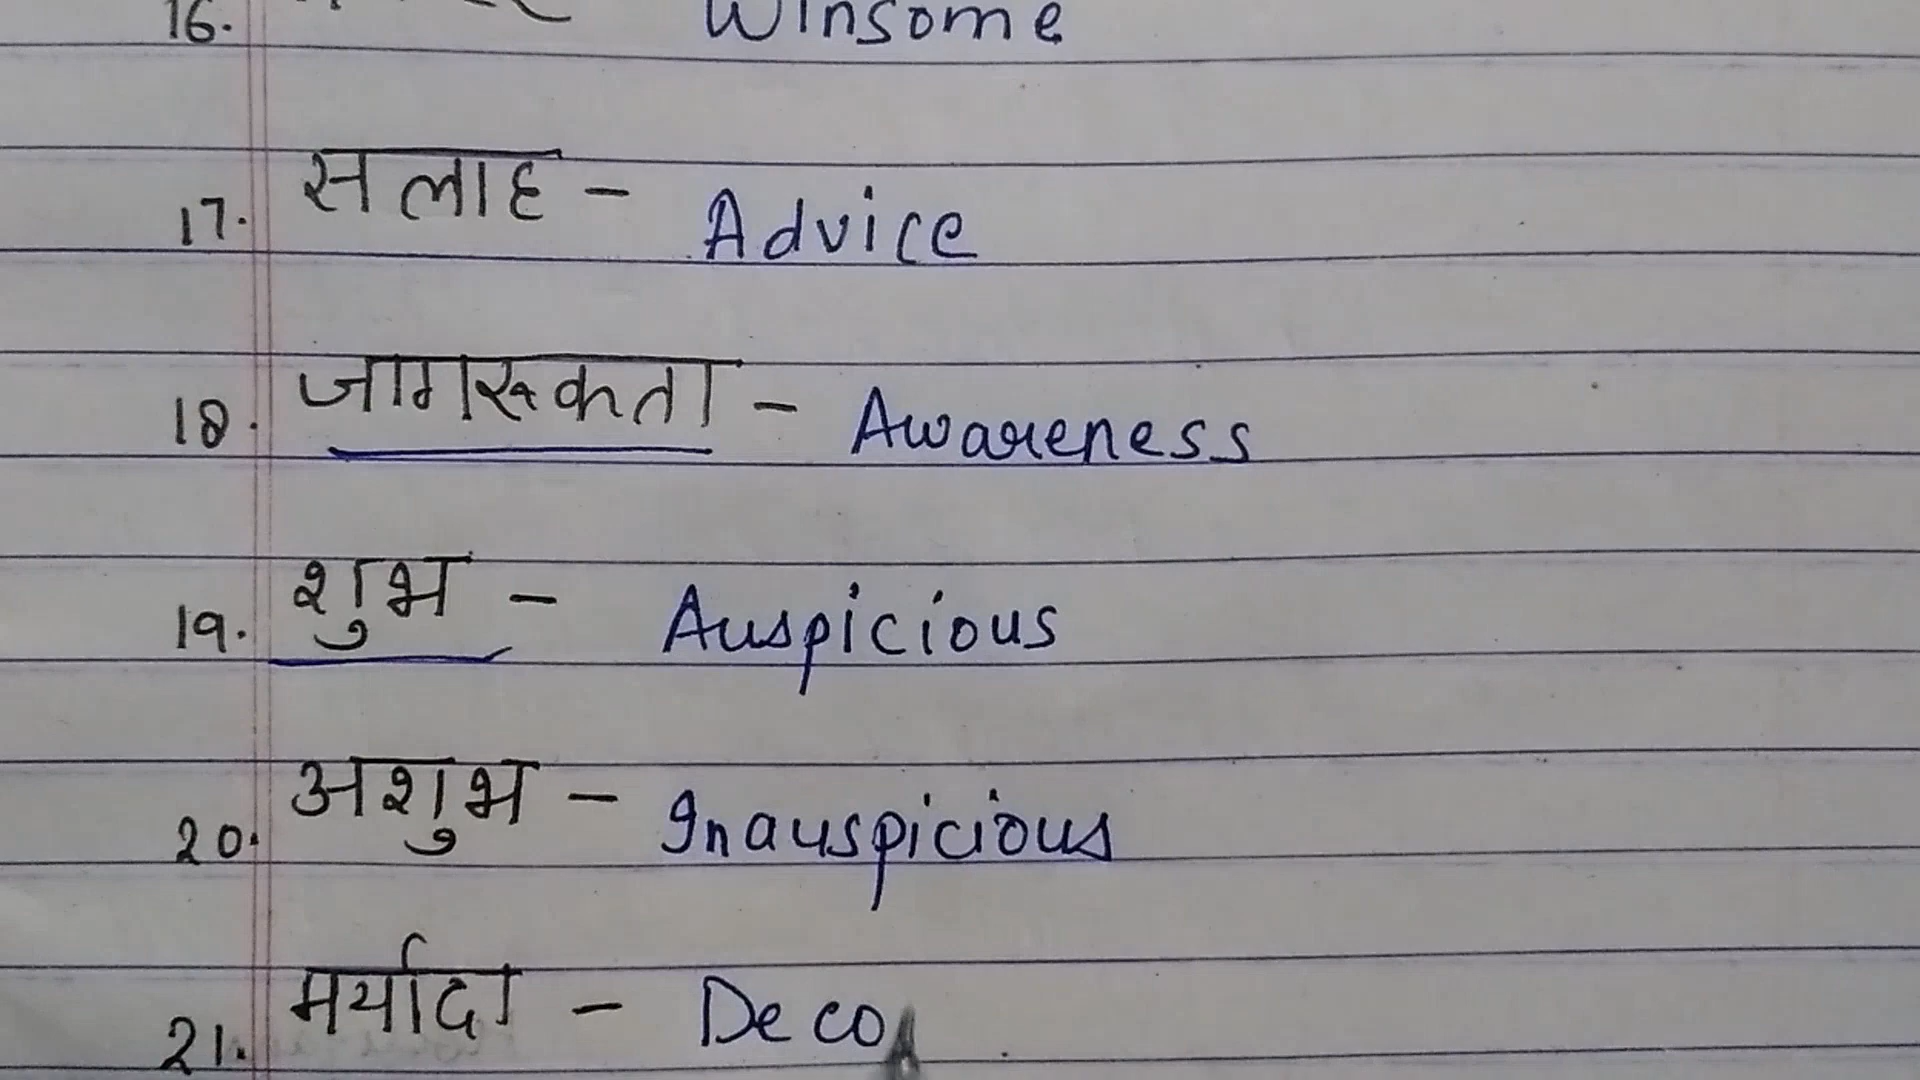 16. Winsome
17. सलाह - Advice
18. जागरूकता - Awareness
19. शुभ - Auspicious
20. अशुभ - Inauspicious
21. मर्यादा - Deco